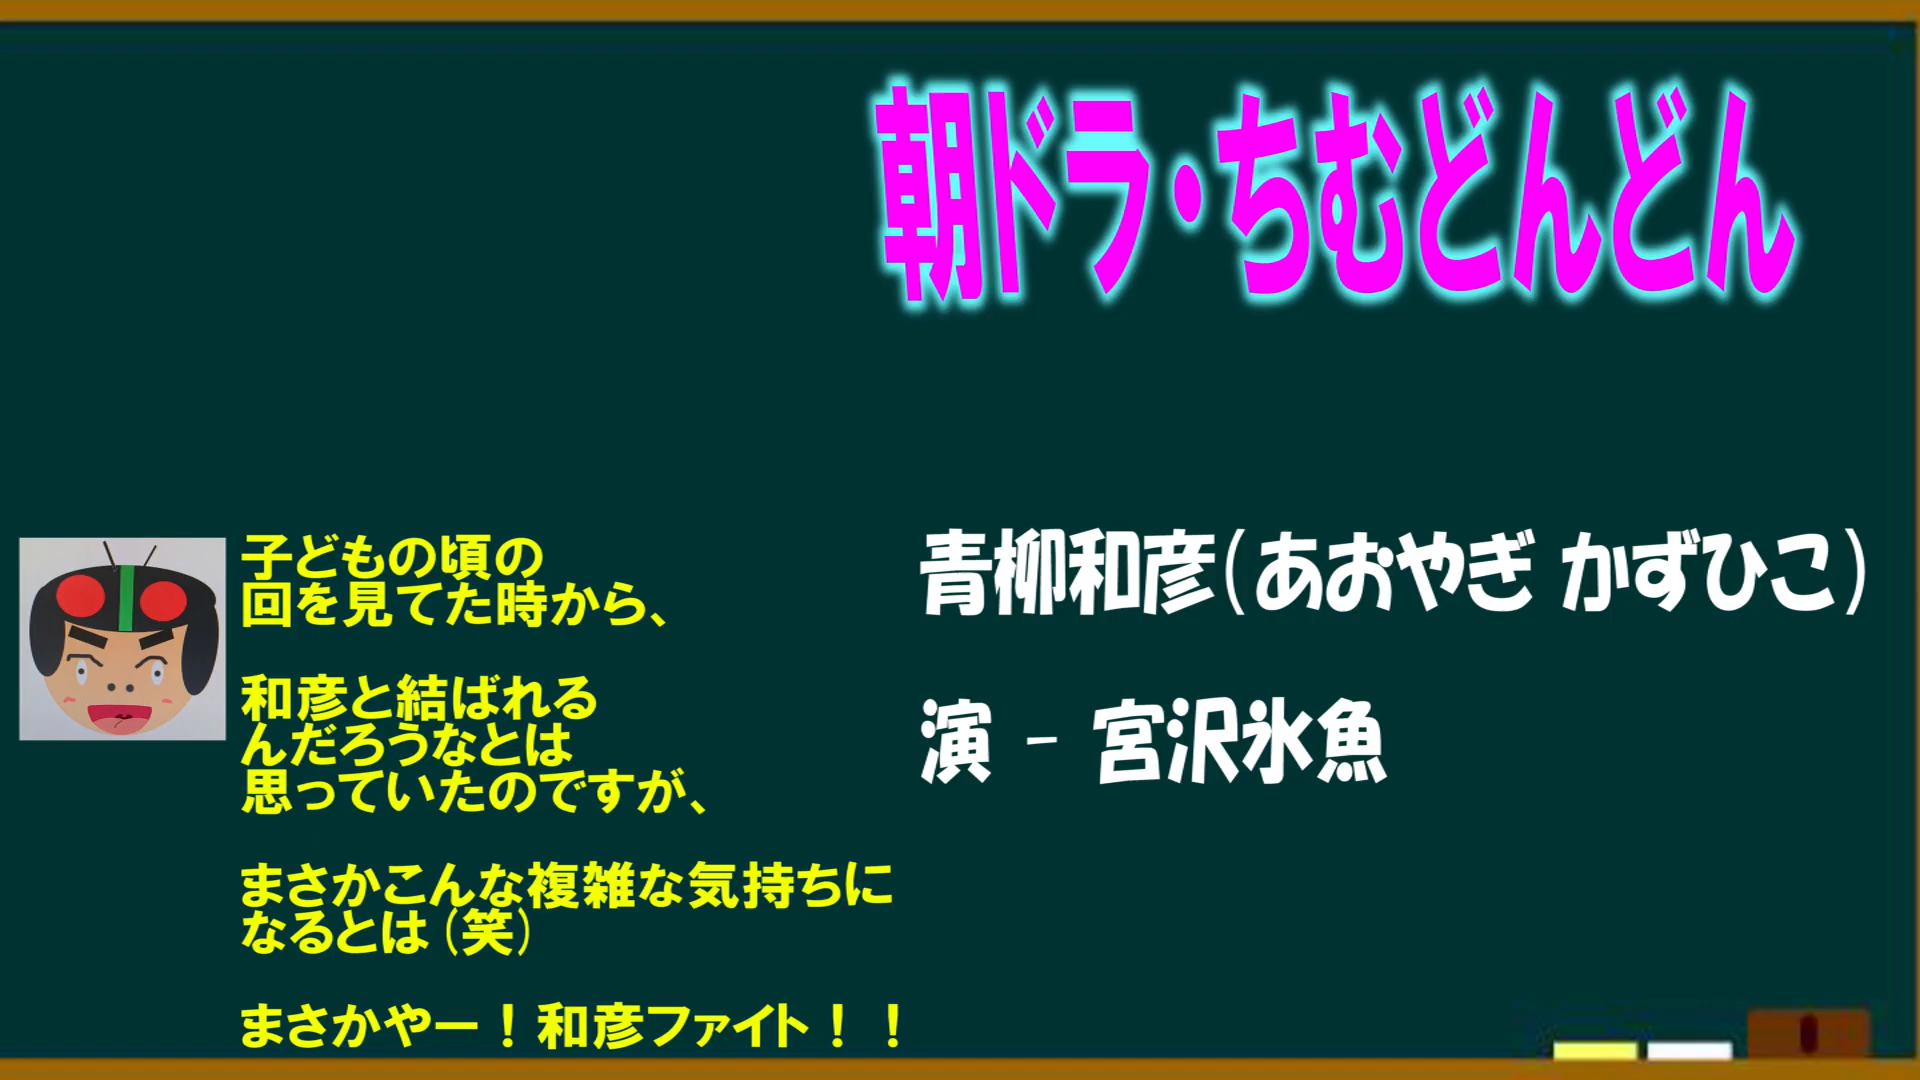 朝ドラ・ちむどんどん
子どもの頃の
回を見てた時から、
和彦と結ばれる
んだろうなとは
思っていたのですが、
まさかこんな複雑な気持ちに
なるとは(笑)
まさかやー！和彦ファイト！！
青柳和彦(あおやぎ かずひこ)
演 - 宮沢氷魚